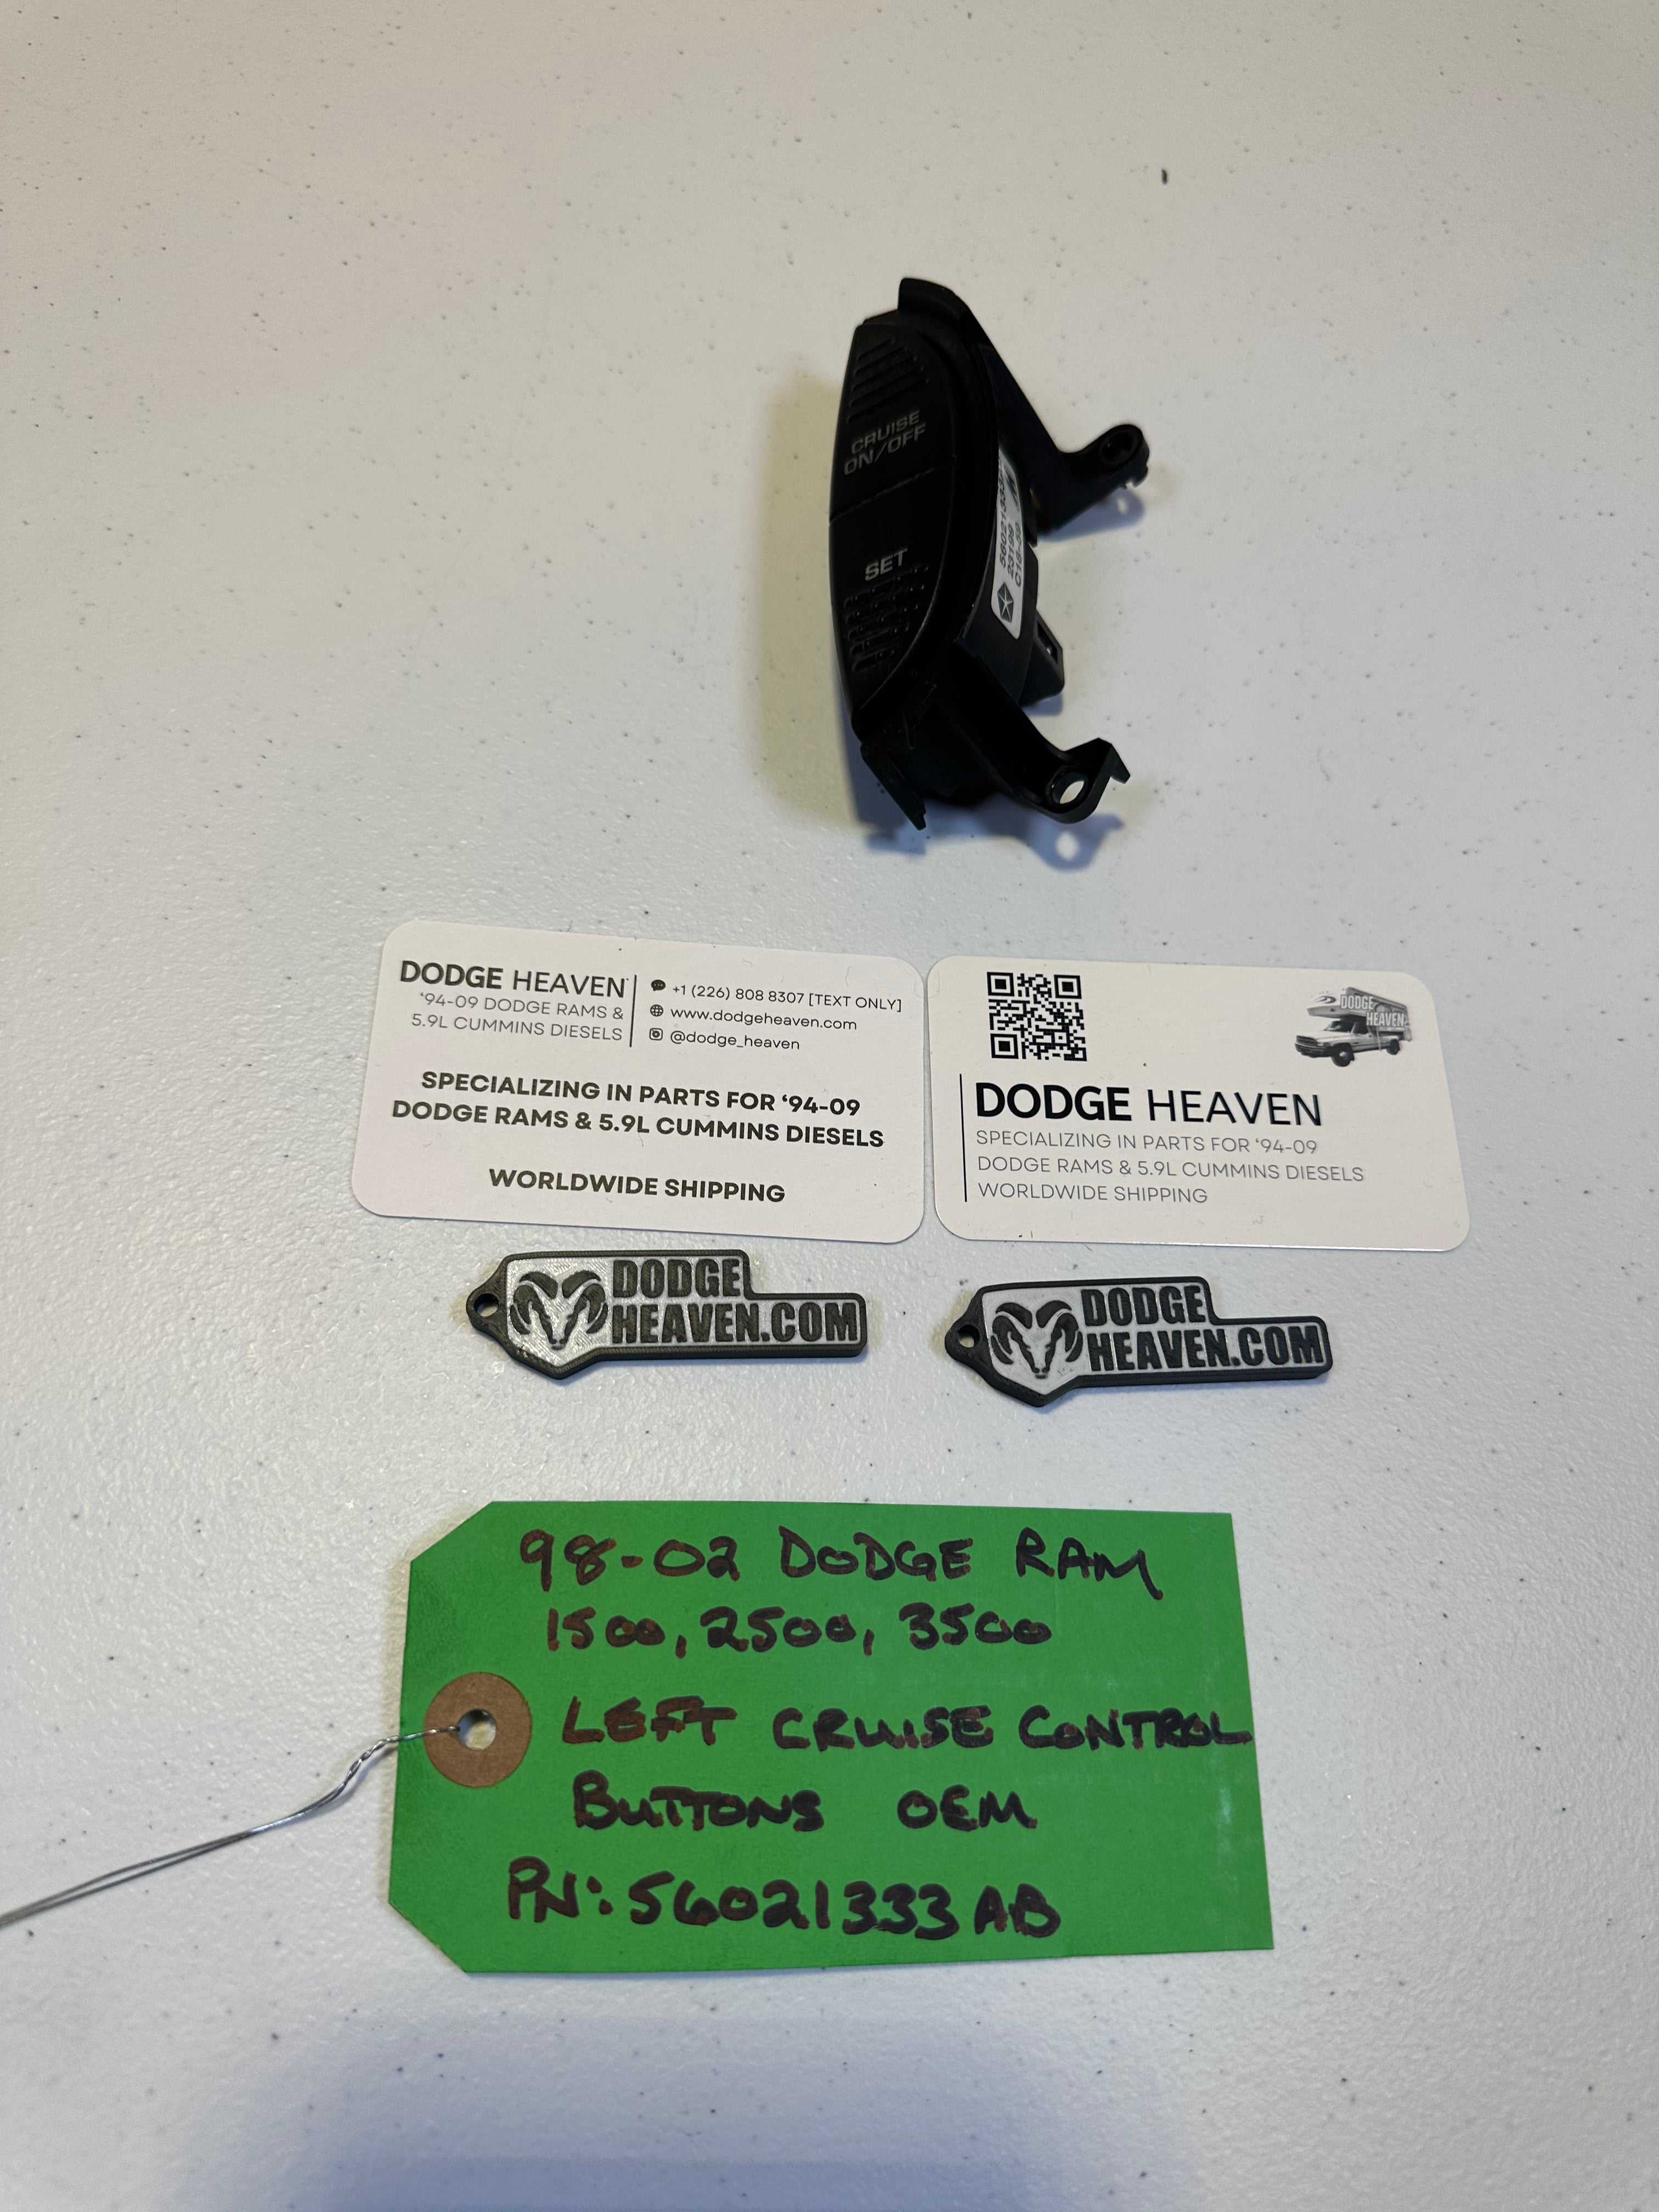 CRUISE
ON/OFF
SET
23199
DODGE HEAVEN
'94-09 DODGE RAMS &
5.9L CUMMINS DIESELS
+1 (226) 808 8307 [TEXT ONLY]
www.dodgeheaven.com
@dodge_heaven
SPECIALIZING IN PARTS FOR '94-09
DODGE RAMS & 5.9L CUMMINS DIESELS
WORLDWIDE SHIPPING
DODGE
HEAVEN
DODGE HEAVEN
SPECIALIZING IN PARTS FOR '94-09
DODGE RAMS & 5.9L CUMMINS DIESELS
WORLDWIDE SHIPPING
DODGE
HEAVEN.COM
DODGE
HEAVEN.COM
98-02 DODGE RAM
1500, 2500, 3500
LEFT CRUISE CONTROL
BUTTONS OEM
PN: 56021333AB